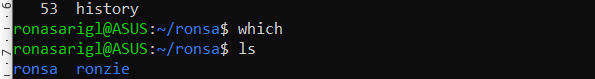 53 history
ronasarigl@ASUS:~/ronsa$ which
ronasarigl@ASUS:~/ronsa$ ls
ronsa ronzie